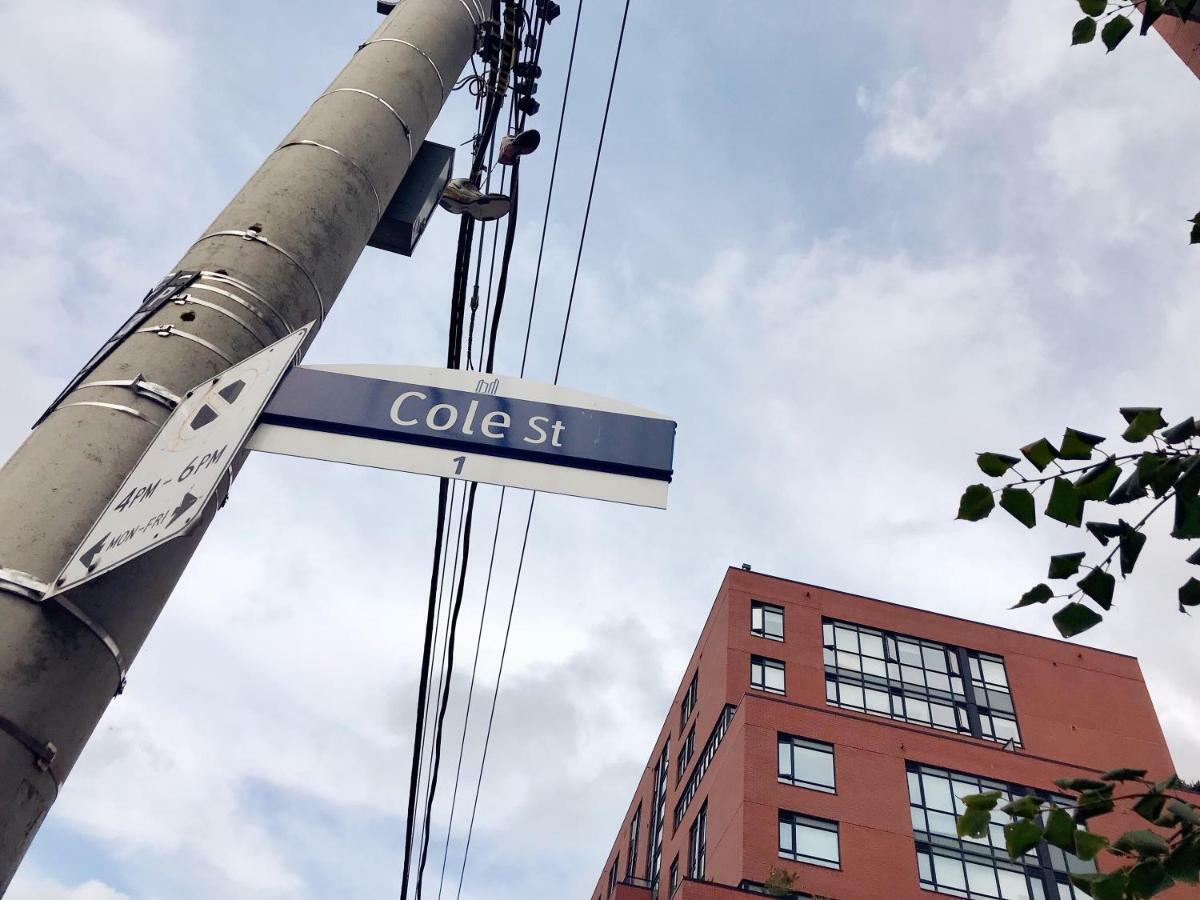 Cole St
1
4PM - 6PM
MON-FRI